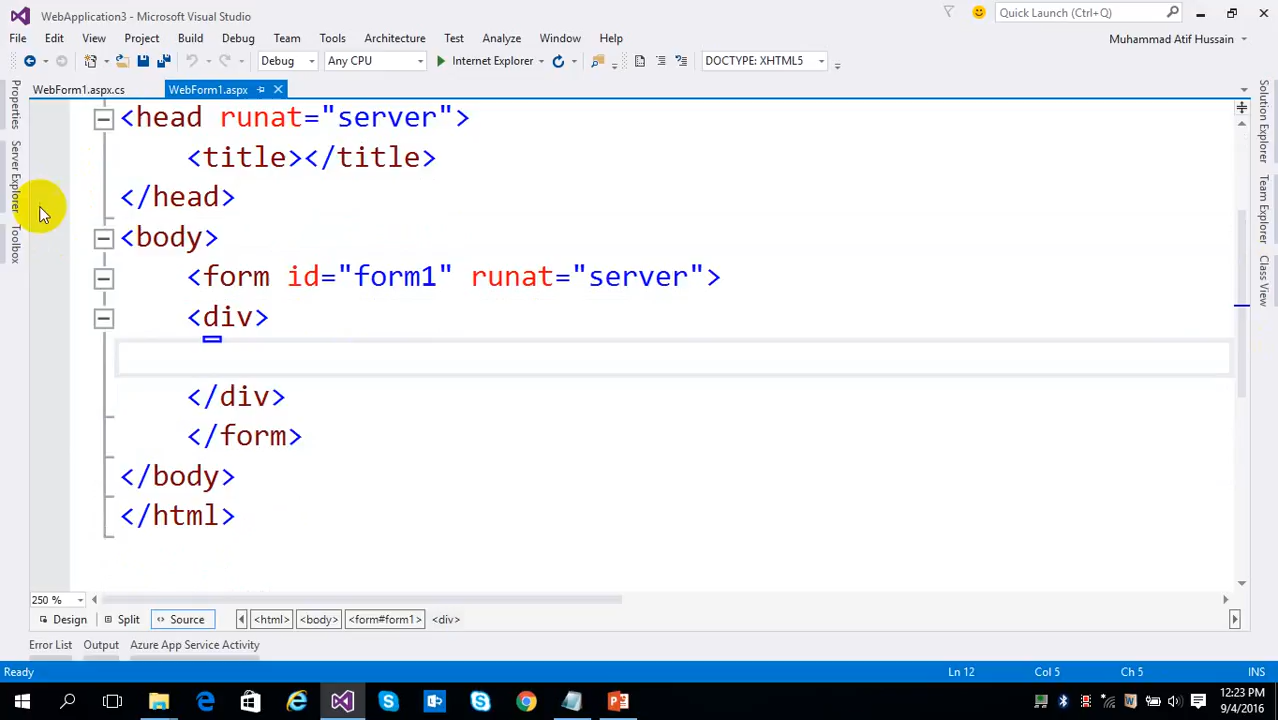 WebApplication3 - Microsoft Visual Studio
Quick Launch (Ctrl+Q)
File Edit View Project Build Debug Team Tools Architecture Test Analyze Window Help
Muhammad Atif Hussain
Debug Any CPU Internet Explorer DOCTYPE: XHTML5
WebForm1.aspx.cs WebForm1.aspx
Properties
Server Explorer
Toolbox
<head runat="server">
<title></title>
</head>
<body>
<form id="form1" runat="server">
<div>
</div>
</form>
</body>
</html>
Solution Explorer
Team Explorer
Class View
250 %
Design Split Source <html> <body> <form#form1> <div>
Error List Output Azure App Service Activity
Ready Ln 12 Col 5 Ch 5 INS
12:23 PM
9/4/2016